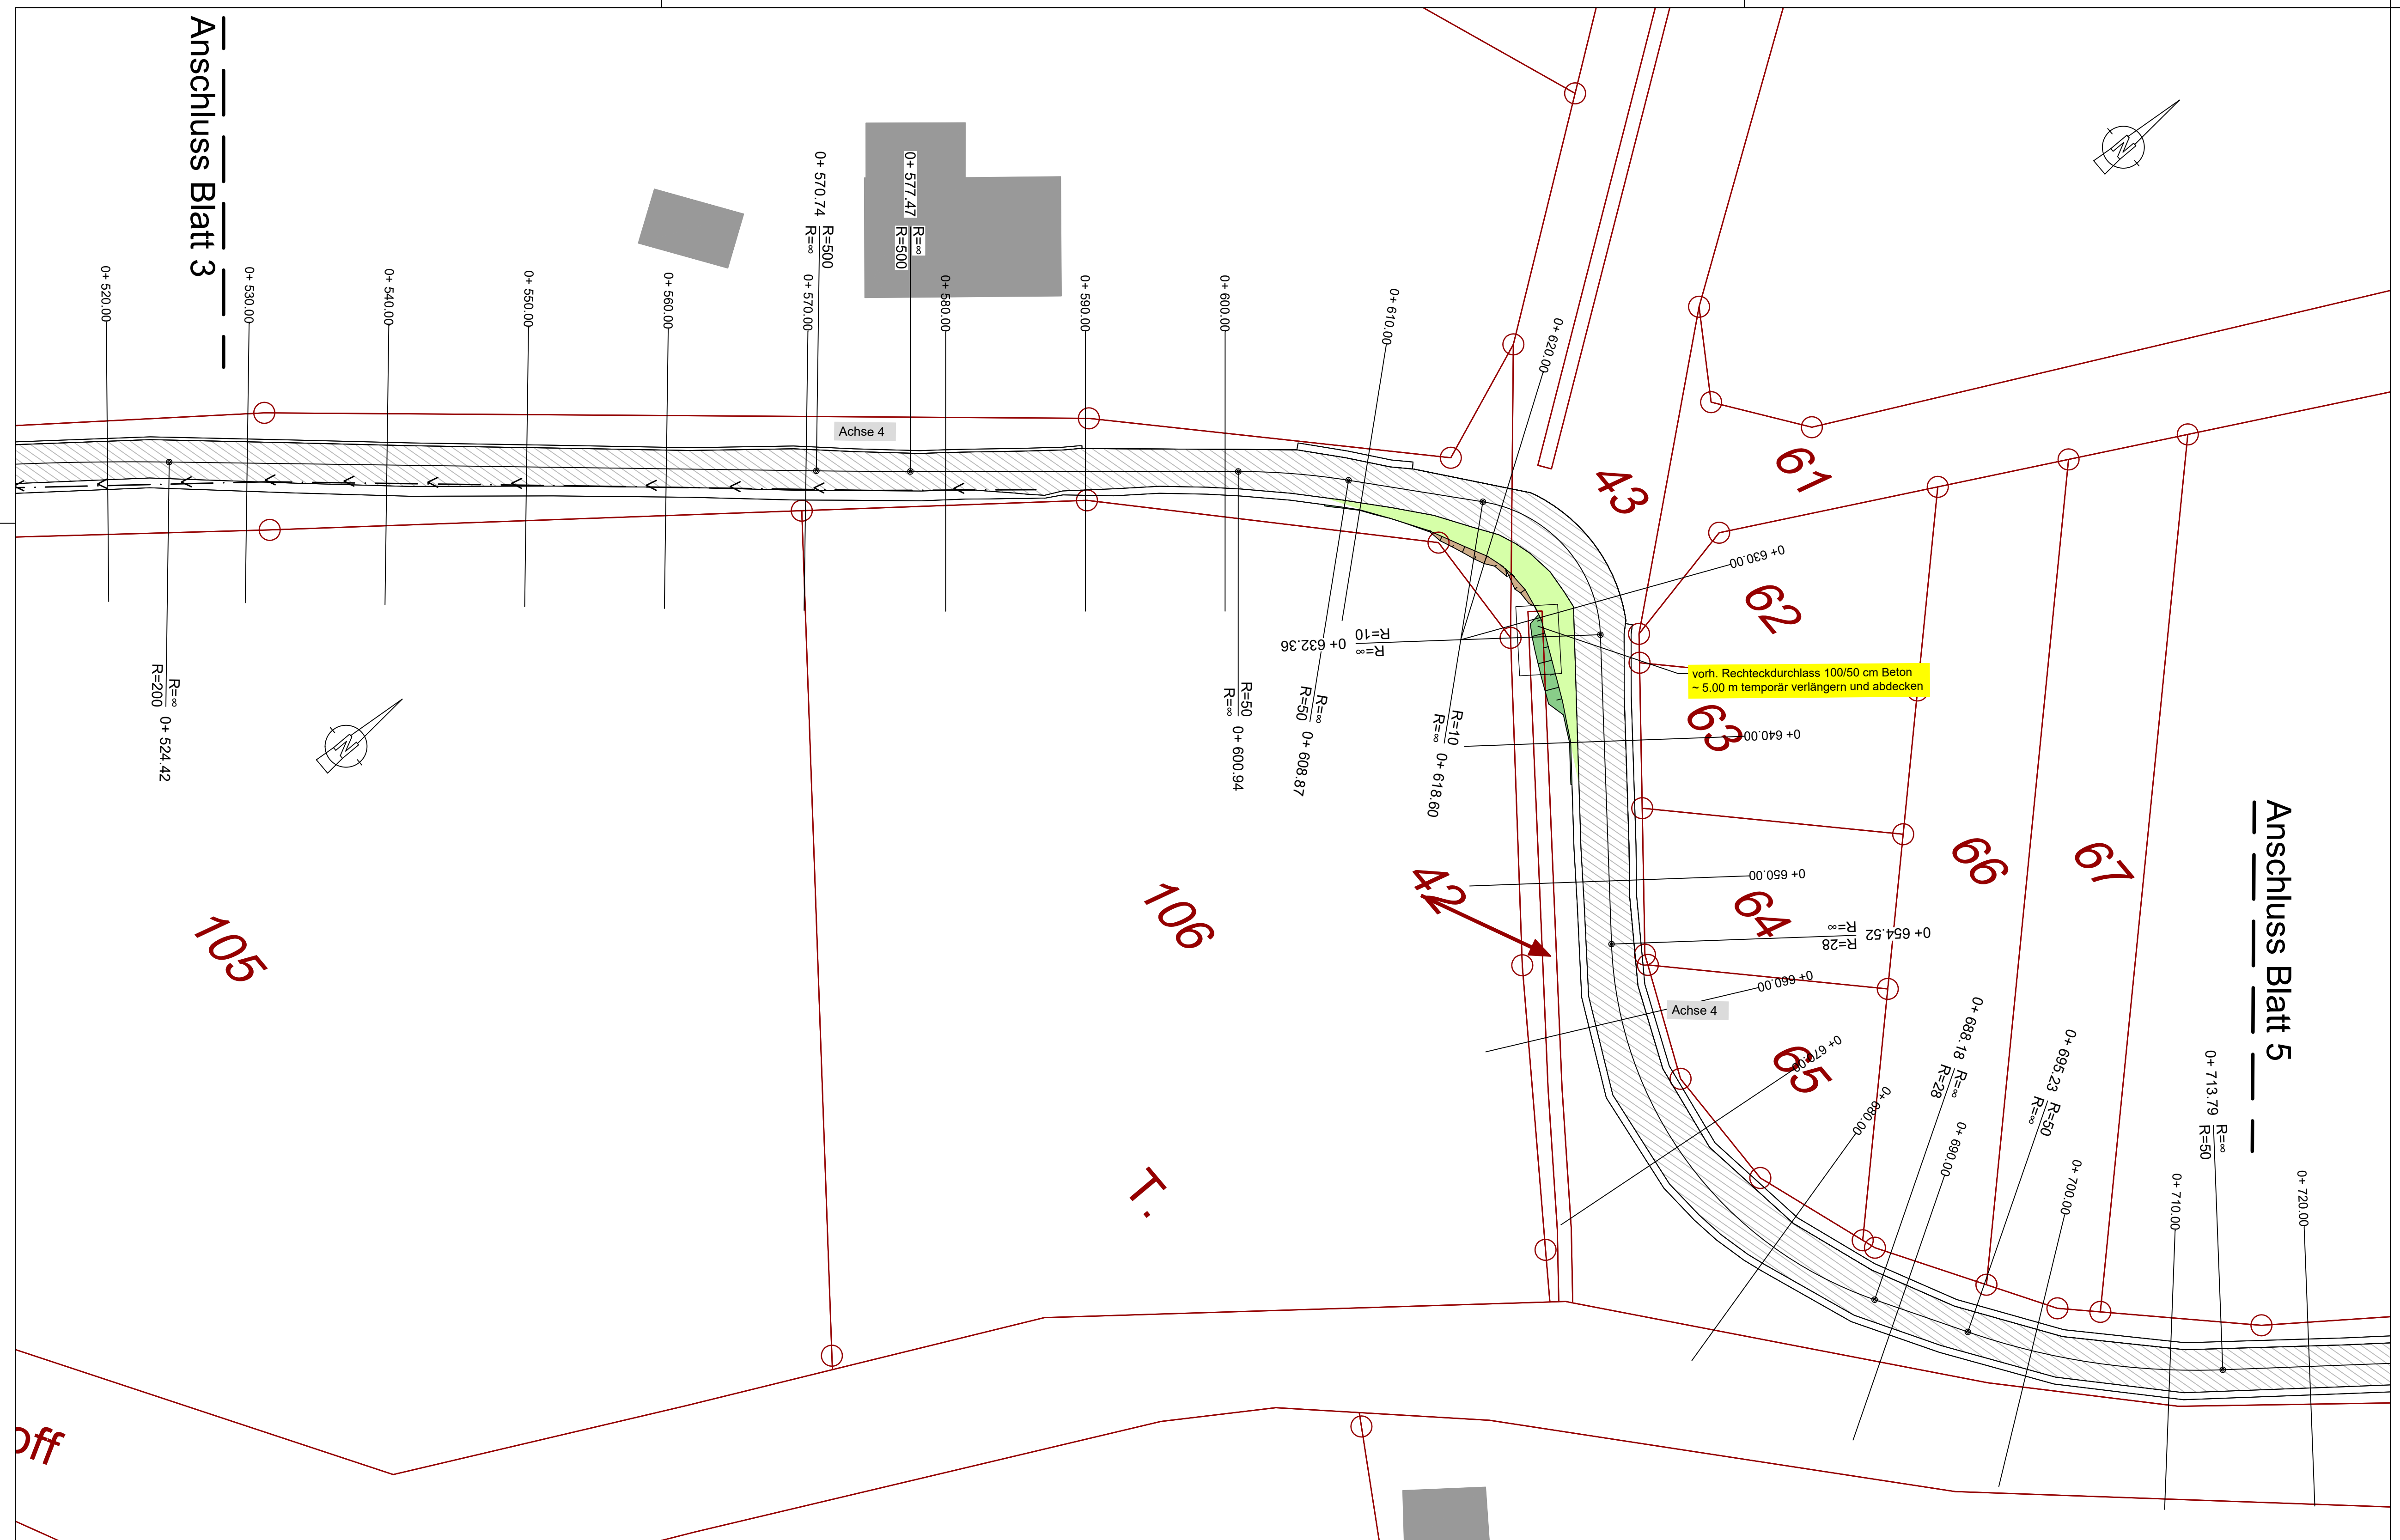 Anschluss Blatt 3
0+ 520.00
0+ 530.00
0+ 540.00
0+ 550.00
0+ 560.00
0+ 570.00
0+ 570.74
R=500
R=∞
0+ 577.47
R=∞
R=500
0+ 580.00
0+ 590.00
0+ 600.00
0+ 610.00
0+ 620.00
N
Achse 4
43
61
62
0+ 630.00
R=∞
R=200
0+ 524.42
N
R=50
R=∞
0+ 600.94
R=∞
R=50
0+ 608.87
R=10
R=∞
0+ 618.60
0+ 632.36
R=∞
R=10
vorh. Rechteckdurchlass 100/50 cm Beton
~ 5.00 m temporär verlängern und abdecken
63
0+ 640.00
0+ 650.00
64
0+ 654.52
R=28
R=∞
0+ 660.00
Achse 4
65
0+ 670.00
0+ 680.00
66
67
0+ 688.18
R=∞
R=28
0+ 690.00
0+ 695.23
R=50
R=∞
0+ 700.00
0+ 710.00
0+ 713.79
R=∞
R=50
0+ 720.00
Anschluss Blatt 5
105
106
42
T.
off